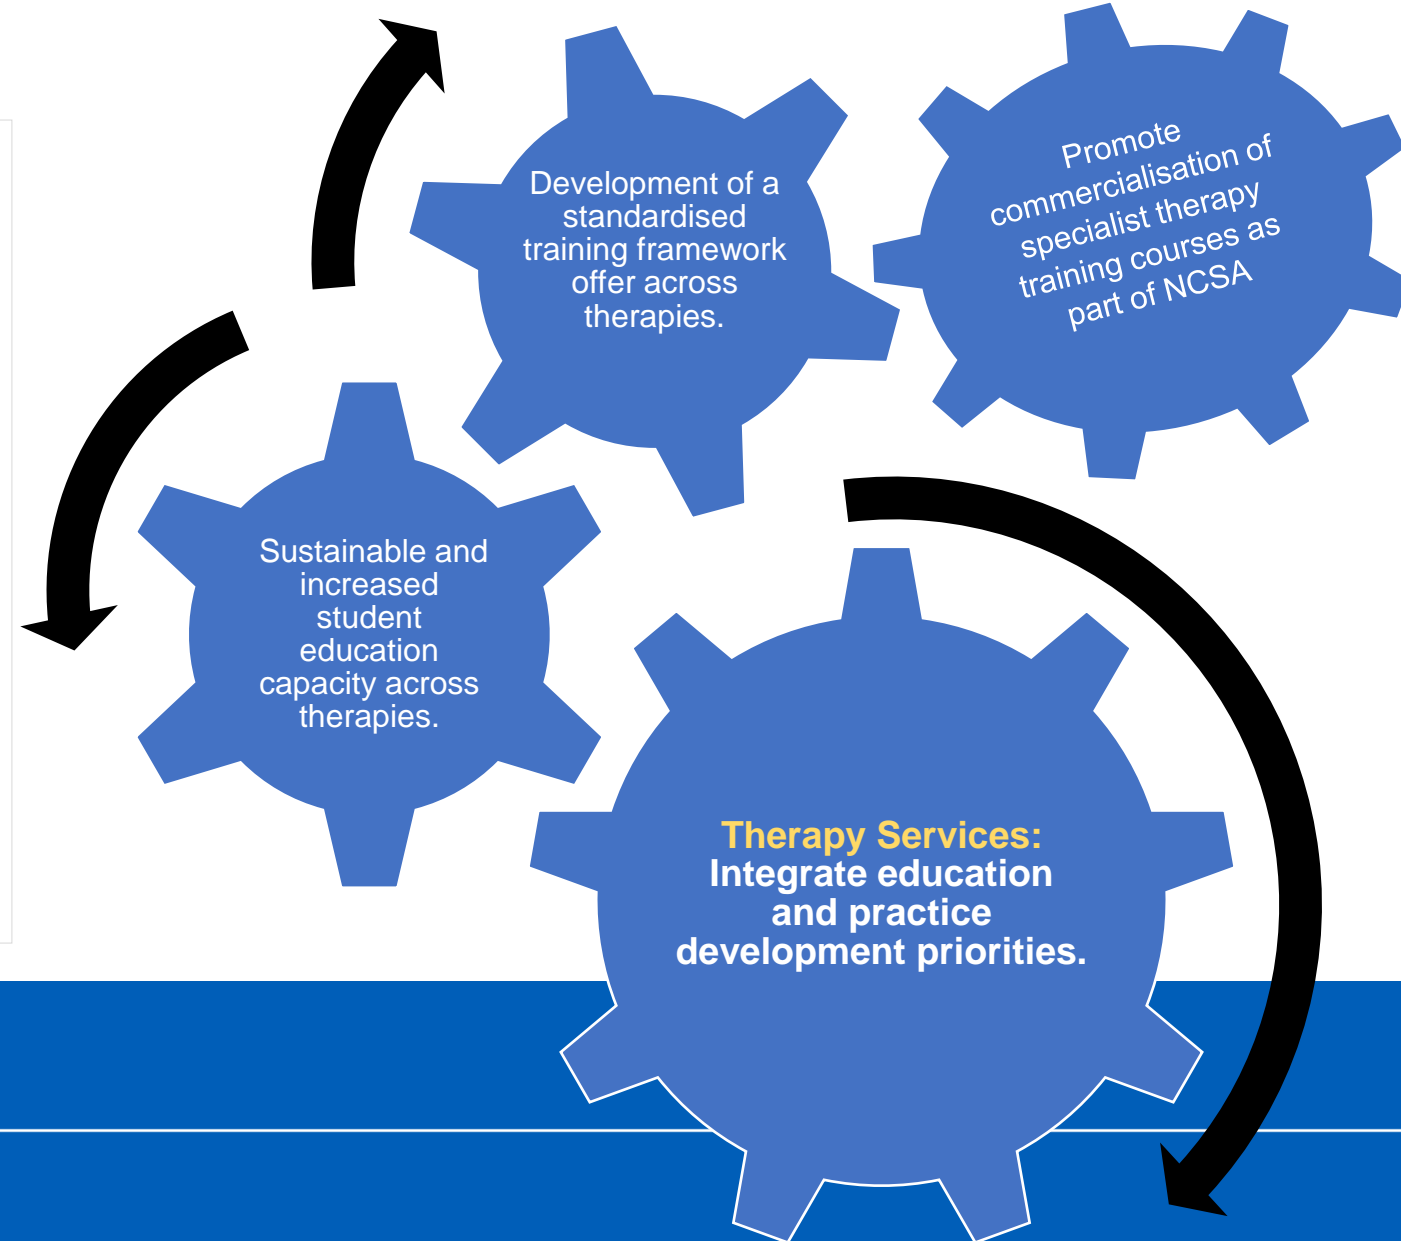 Development of a
standardised
training framework
offer across
therapies.
Promote
commercialisation of
specialist therapy
training courses as
part of NCSA
Sustainable and
increased
student
education
capacity across
therapies.
Therapy Services:
Integrate education
and practice
development priorities.